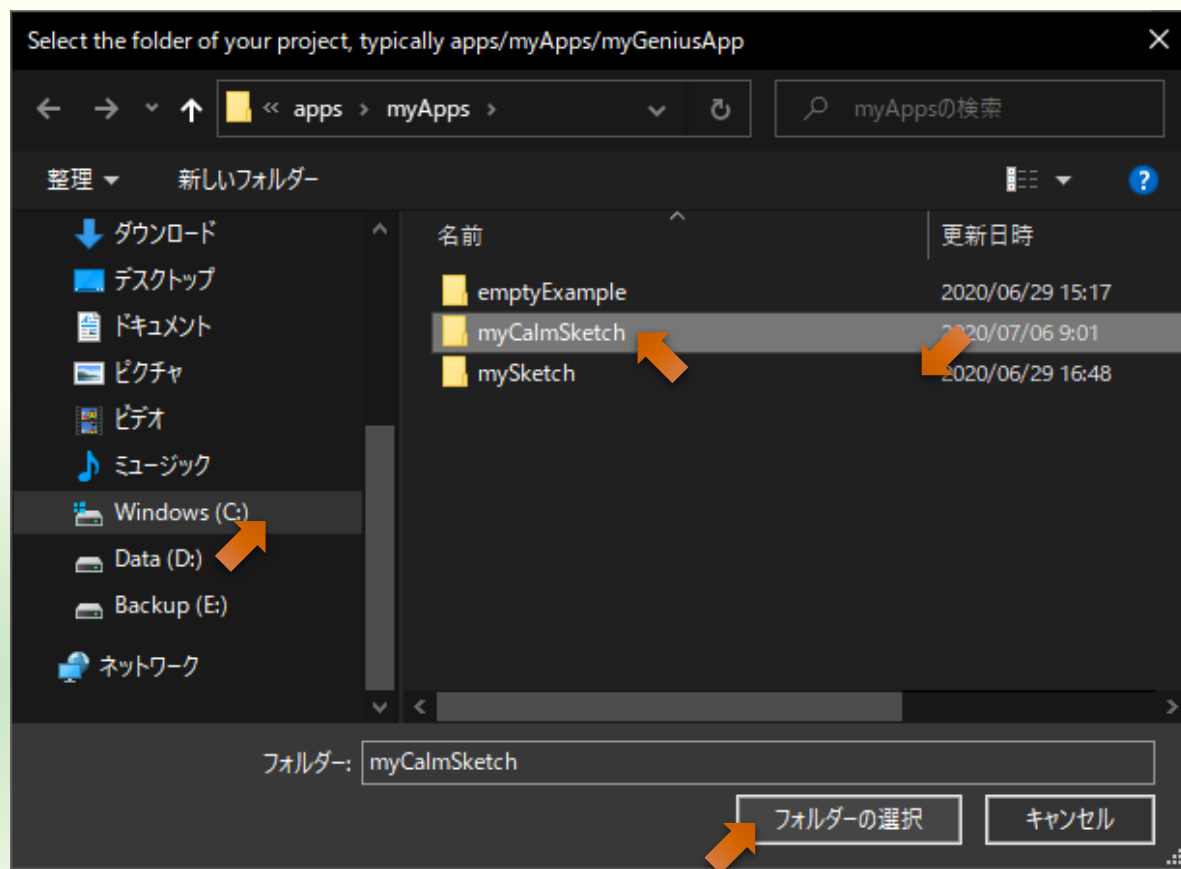 Select the folder of your project, typically apps/myApps/myGeniusApp
« apps › myApps ›
myAppsの検索
整理
新しいフォルダー
ダウンロード
デスクトップ
ドキュメント
ピクチャ
ビデオ
ミュージック
Windows (C:)
Data (D:)
Backup (E:)
ネットワーク
名前 更新日時
emptyExample 2020/06/29 15:17
myCalmSketch 2020/07/06 9:01
mySketch 2020/06/29 16:48
フォルダー: myCalmSketch
フォルダーの選択 キャンセル